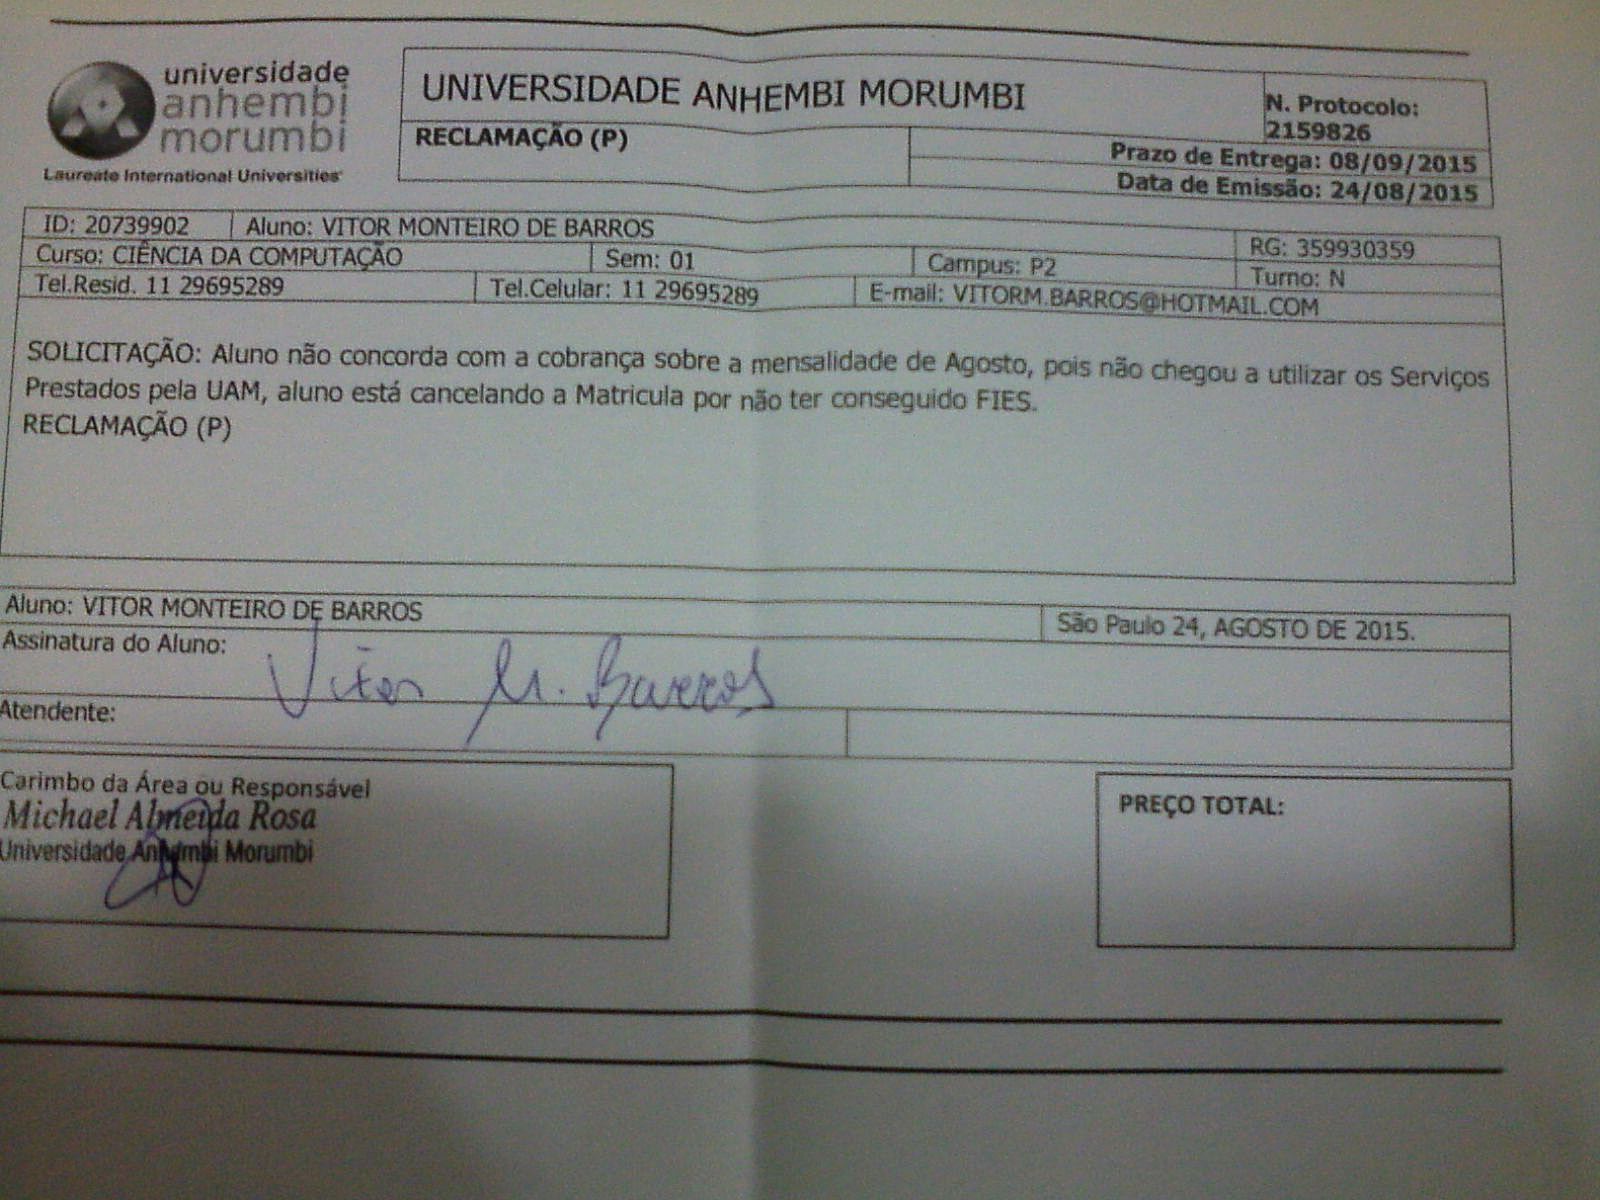 universidade
anhembi
morumbi
Laureate International Universities
UNIVERSIDADE ANHEMBI MORUMBI
N. Protocolo:
2159826
RECLAMAÇÃO (P)
Prazo de Entrega: 08/09/2015
Data de Emissão: 24/08/2015
ID: 20739902 Aluno: VITOR MONTEIRO DE BARROS RG: 359930359
Curso: CIÊNCIA DA COMPUTAÇÃO Sem: 01 Campus: P2 Turno: N
Tel.Resid. 11 29695289 Tel.Celular: 11 29695289 E-mail: VITORM.BARROS@HOTMAIL.COM
SOLICITAÇÃO: Aluno não concorda com a cobrança sobre a mensalidade de Agosto, pois não chegou a utilizar os Serviços
Prestados pela UAM, aluno está cancelando a Matricula por não ter conseguido FIES.
RECLAMAÇÃO (P)
Aluno: VITOR MONTEIRO DE BARROS São Paulo 24, AGOSTO DE 2015.
Assinatura do Aluno: Vitor M. Barros
Atendente:
Carimbo da Área ou Responsável
Michael Almeida Rosa
Universidade Anhembi Morumbi
PREÇO TOTAL: